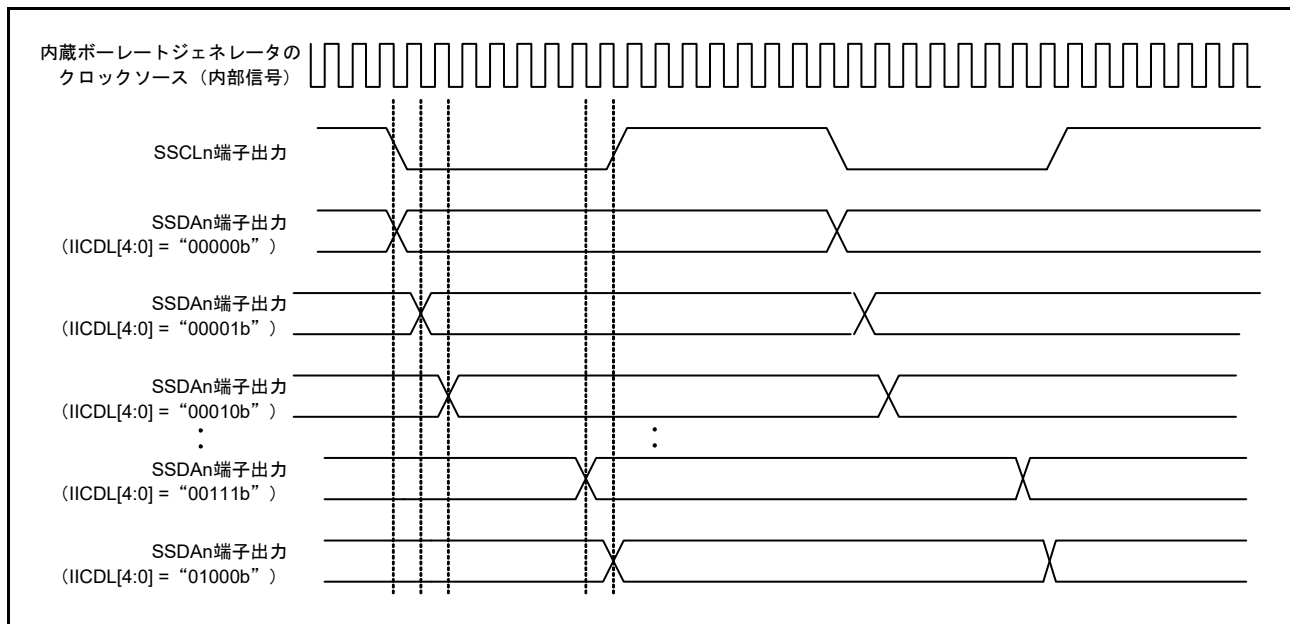 内蔵ボーレートジェネレータの
クロックソース（内部信号）
SSCLn端子出力
SSDAn端子出力
（IICDL[4:0] = “00000b” ）
SSDAn端子出力
（IICDL[4:0] = “00001b” ）
SSDAn端子出力
（IICDL[4:0] = “00010b” ）
SSDAn端子出力
（IICDL[4:0] = “00111b” ）
SSDAn端子出力
（IICDL[4:0] = “01000b” ）